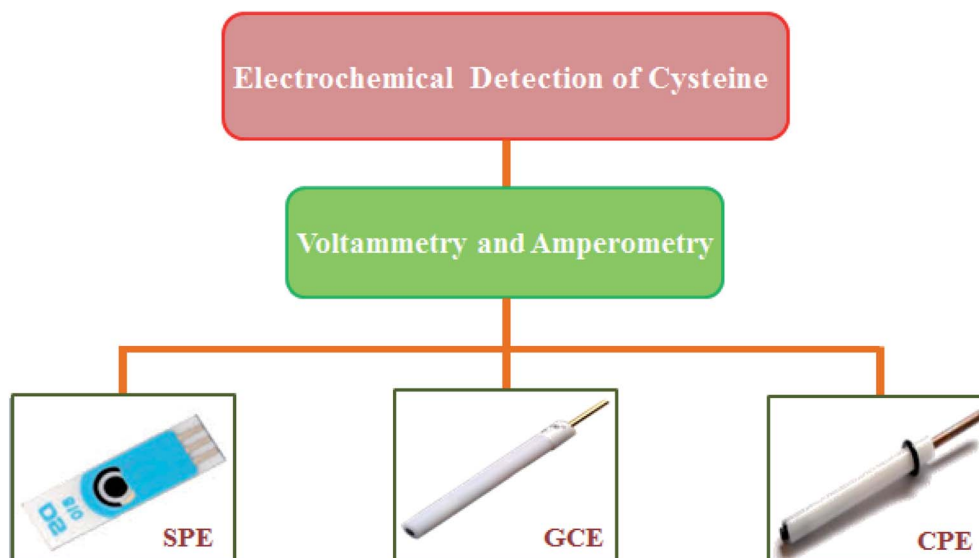 Electrochemical Detection of Cysteine
Voltammetry and Amperometry
SPE
GCE
CPE